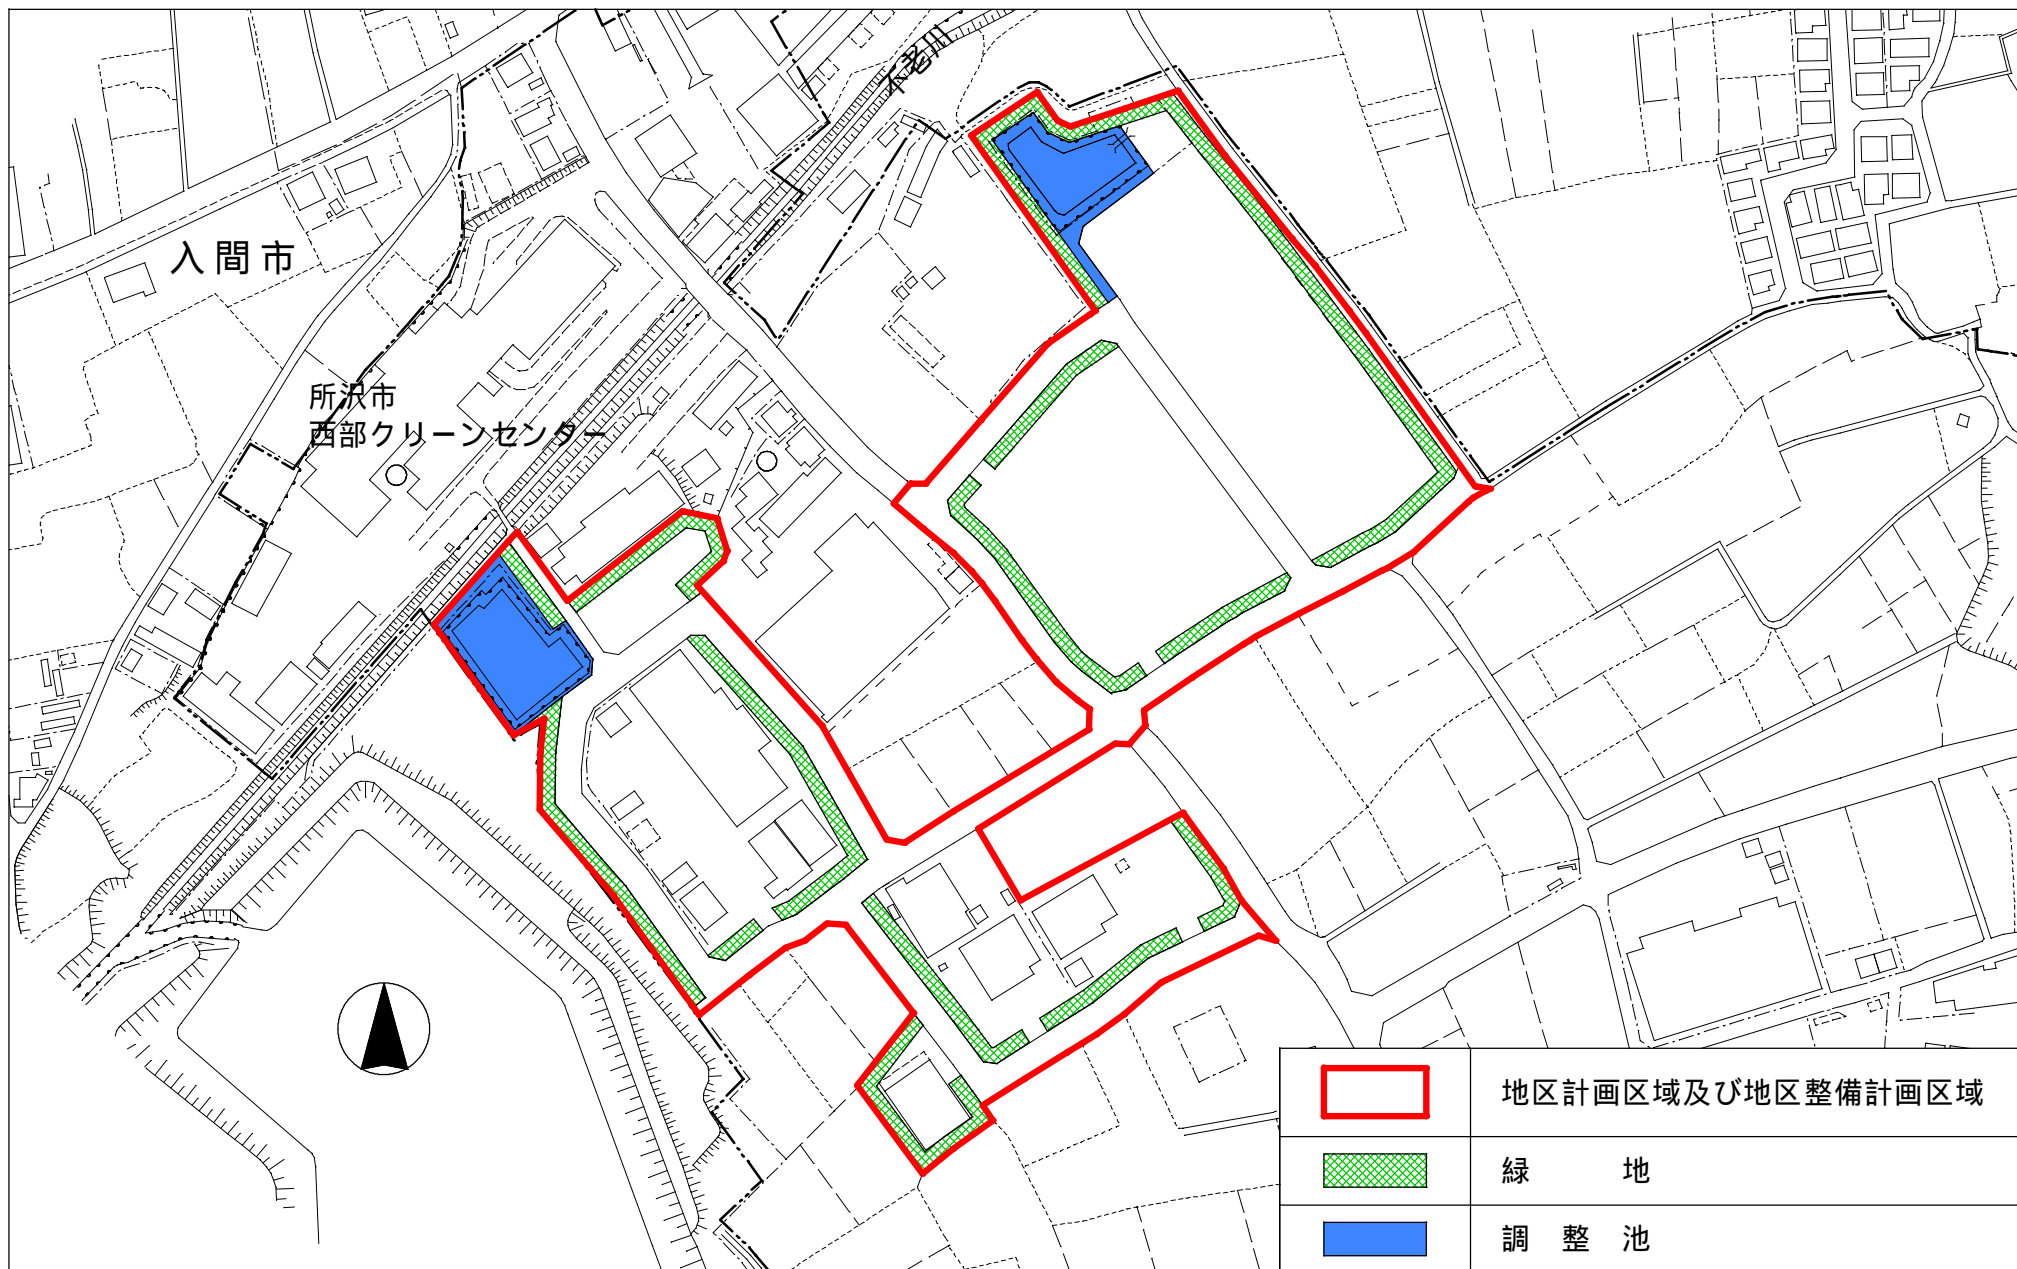 不老川
入間市
所沢市
西部クリーンセンター
地区計画区域及び地区整備計画区域
緑 地
調 整 池